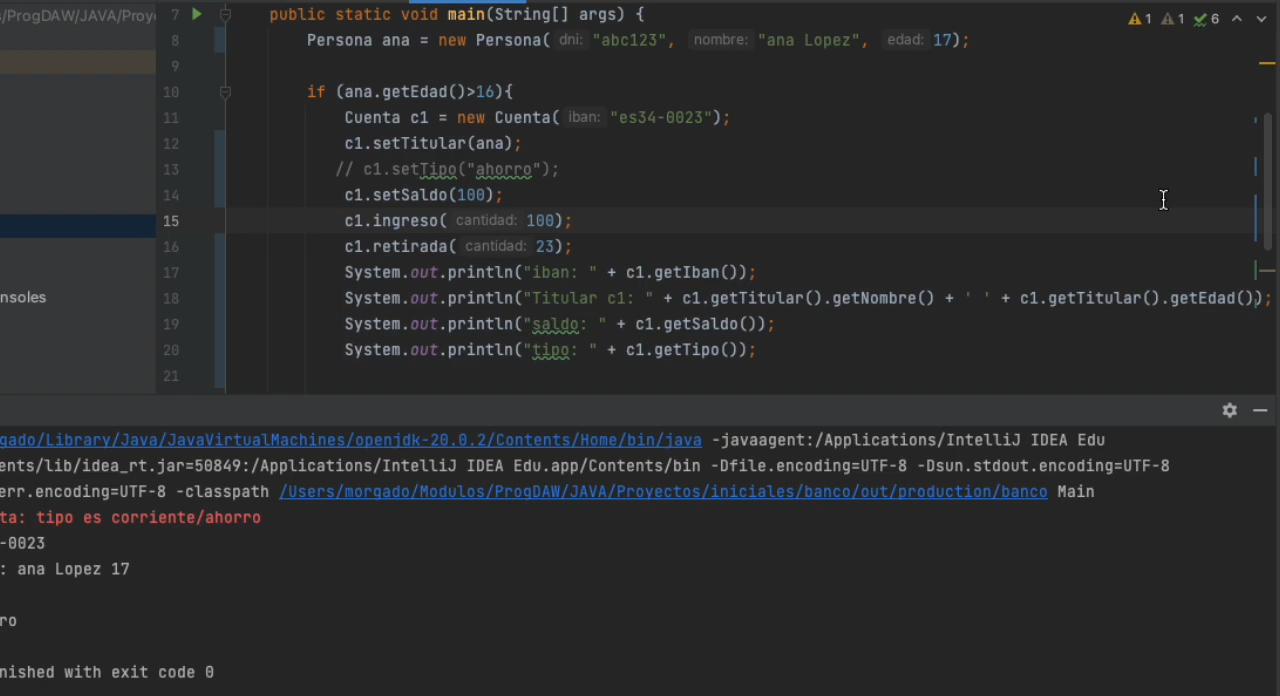 /ProgDAW/JAVA/Proye
7 public static void main(String[] args) {
8 Persona ana = new Persona( dni: "abc123", nombre: "ana Lopez", edad: 17);
9
10 if (ana.getEdad()>16){
11 Cuenta c1 = new Cuenta( iban: "es34-0023");
12 c1.setTitular(ana);
13 // c1.setTipo("ahorro");
14 c1.setSaldo(100);
15 c1.ingreso( cantidad: 100);
16 c1.retirada( cantidad: 23);
17 System.out.println("iban: " + c1.getIban());
18 System.out.println("Titular c1: " + c1.getTitular().getNombre() + ' ' + c1.getTitular().getEdad());
19 System.out.println("saldo: " + c1.getSaldo());
20 System.out.println("tipo: " + c1.getTipo());
21
1 1 6
nsoles
gado/Library/Java/JavaVirtualMachines/openjdk-20.0.2/Contents/Home/bin/java -javaagent:/Applications/IntelliJ IDEA Edu
ents/lib/idea_rt.jar=50849:/Applications/IntelliJ IDEA Edu.app/Contents/bin -Dfile.encoding=UTF-8 -Dsun.stdout.encoding=UTF-8
err.encoding=UTF-8 -classpath /Users/morgado/Modulos/ProgDAW/JAVA/Proyectos/iniciales/banco/out/production/banco Main
ta: tipo es corriente/ahorro
-0023
: ana Lopez 17
ro
nished with exit code 0